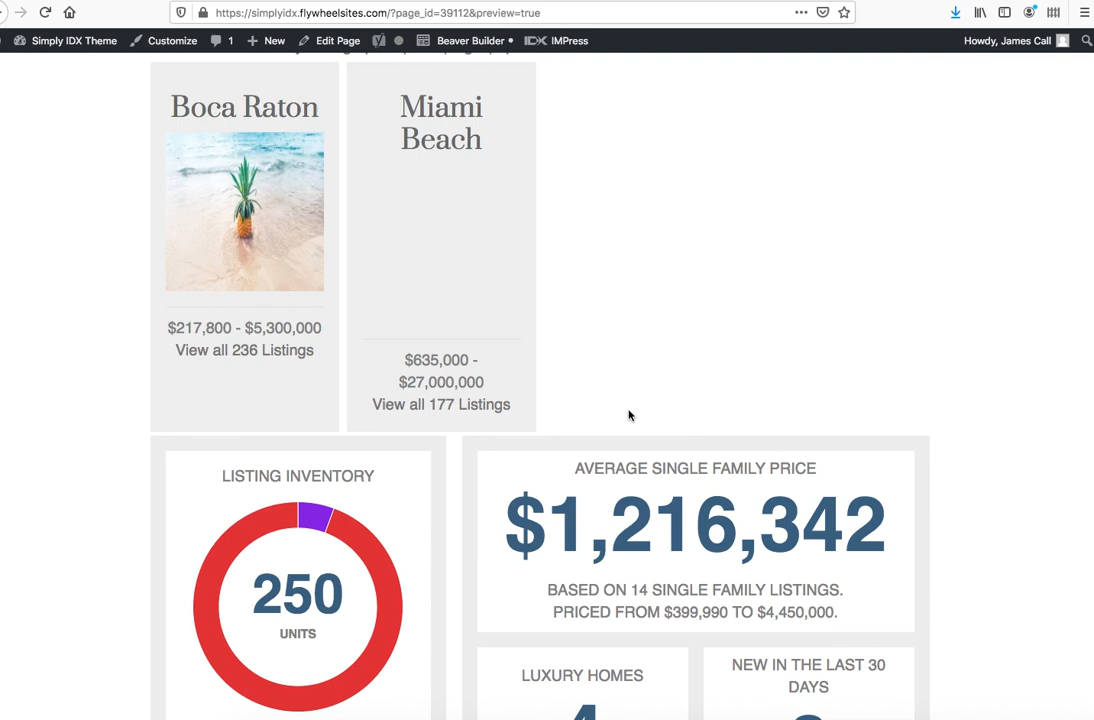 https://simplyidx.flywheelsites.com/?page_id=39112&preview=true
Simply IDX Theme Customize 1 New Edit Page Beaver Builder IDX IMPress Howdy, James Call
Boca Raton
$217,800 - $5,300,000
View all 236 Listings
Miami
Beach
$635,000 -
$27,000,000
View all 177 Listings
LISTING INVENTORY
250
UNITS
AVERAGE SINGLE FAMILY PRICE
$1,216,342
BASED ON 14 SINGLE FAMILY LISTINGS.
PRICED FROM $399,990 TO $4,450,000.
LUXURY HOMES
NEW IN THE LAST 30
DAYS